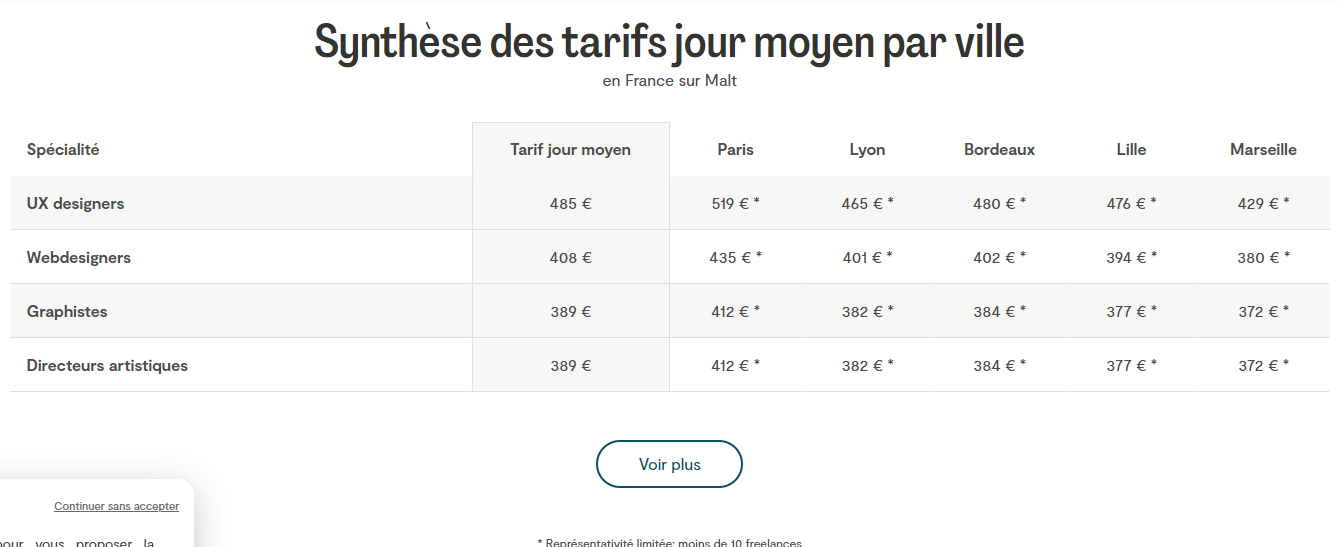 Synthèse des tarifs jour moyen par ville
en France sur Malt
Spécialité Tarif jour moyen Paris Lyon Bordeaux Lille Marseille
UX designers 485 € 519 € * 465 € * 480 € * 476 € * 429 € *
Webdesigners 408 € 435 € * 401 € * 402 € * 394 € * 380 € *
Graphistes 389 € 412 € * 382 € * 384 € * 377 € * 372 € *
Directeurs artistiques 389 € 412 € * 382 € * 384 € * 377 € * 372 € *
Voir plus
Continuer sans accepter
pour vous proposer la
* Représentativité limitée: moins de 10 freelances